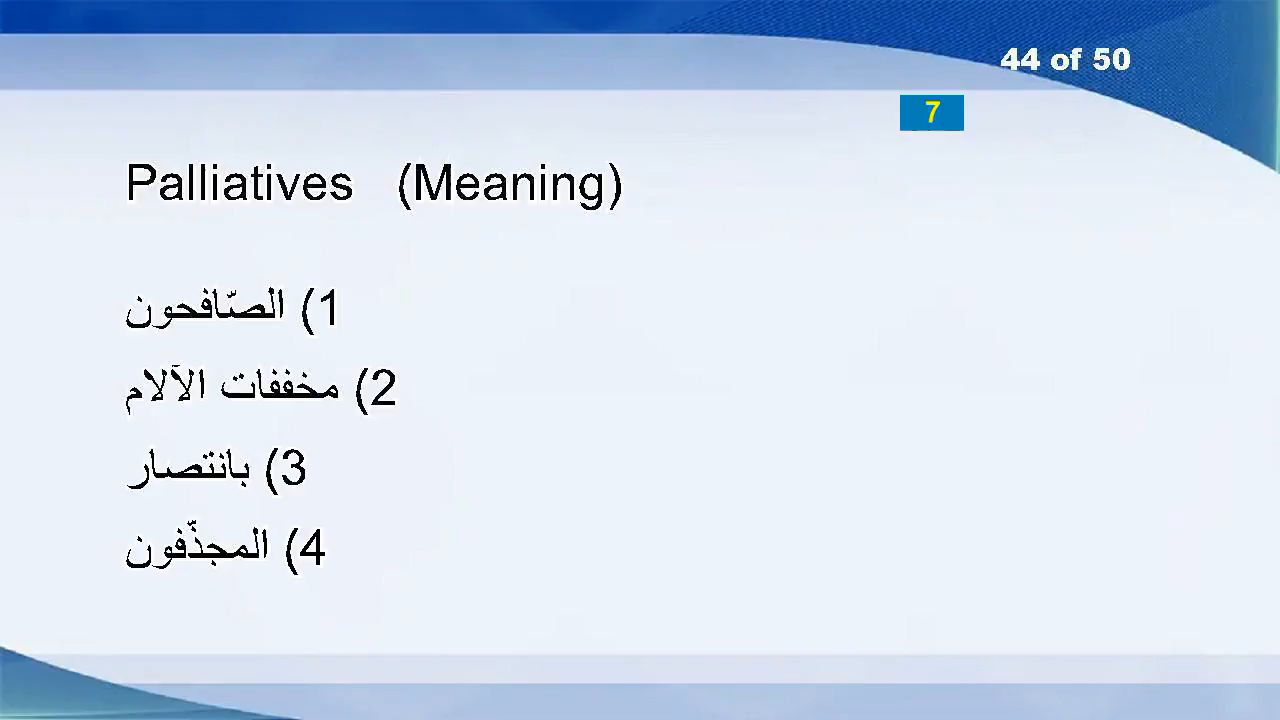 44 of 50
7
Palliatives (Meaning)
1) الصّافحون
2) مخففات الآلام
3) بانتصار
4) المجذّفون